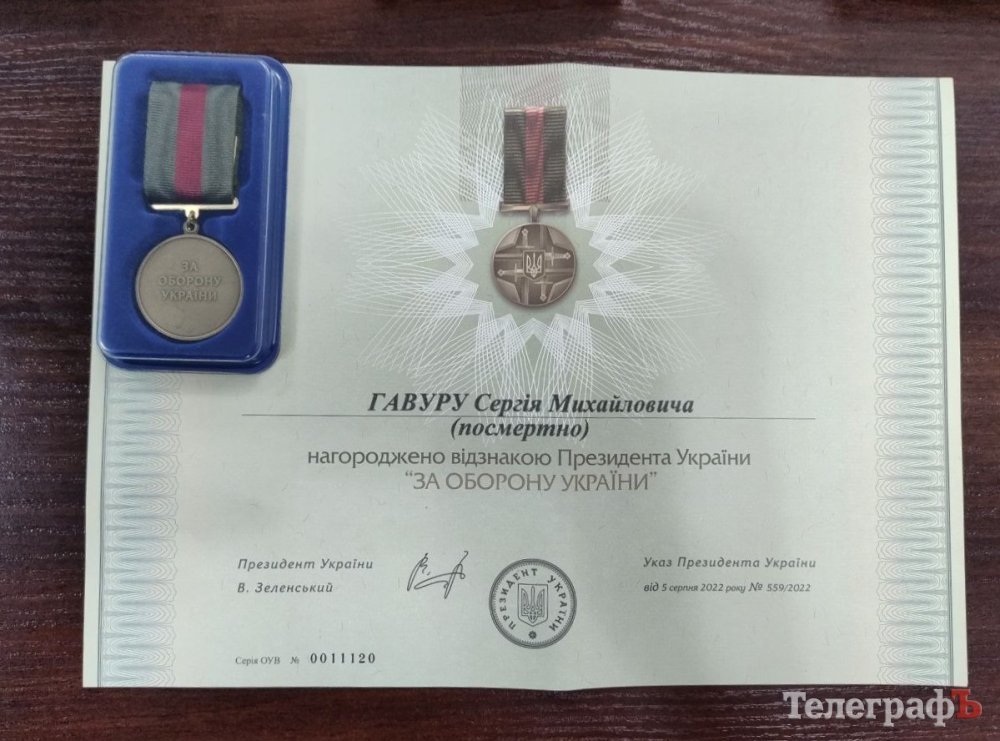 ЗА
ОБОРОНУ
УКРАЇНИ
ГАВУРУ Сергія Михайловича
(посмертно)
нагороджено відзнакою Президента України
“ЗА ОБОРОНУ УКРАЇНИ”
Президент України
В. Зеленський
ПРЕЗИДЕНТ УКРАЇНИ
Указ Президента України
від 5 серпня 2022 року № 559/2022
Серія ОУВ № 0011120
ТелеграфЪ